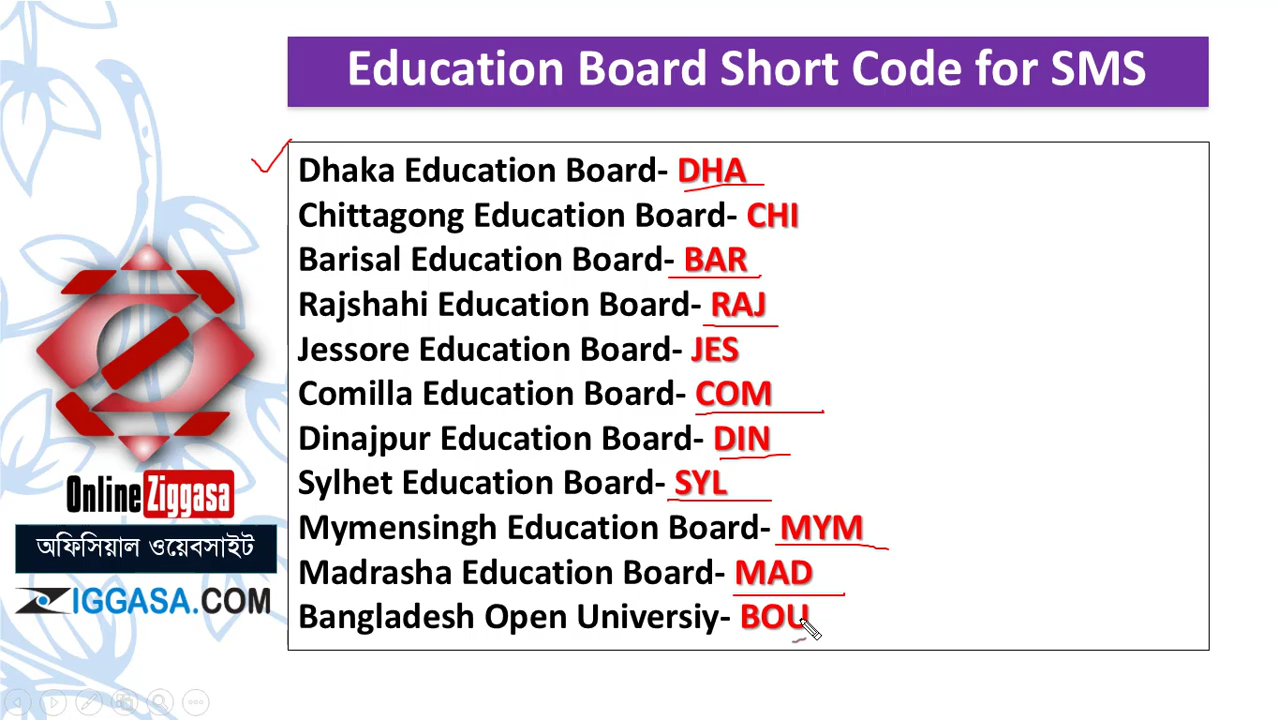 Education Board Short Code for SMS
Dhaka Education Board- DHA
Chittagong Education Board- CHI
Barisal Education Board- BAR
Rajshahi Education Board- RAJ
Jessore Education Board- JES
Comilla Education Board- COM
Dinajpur Education Board- DIN
Sylhet Education Board- SYL
Mymensingh Education Board- MYM
Madrasha Education Board- MAD
Bangladesh Open Universiy- BOU
Online Ziggasa
অফিসিয়াল ওয়েবসাইট
ZIGGASA.COM